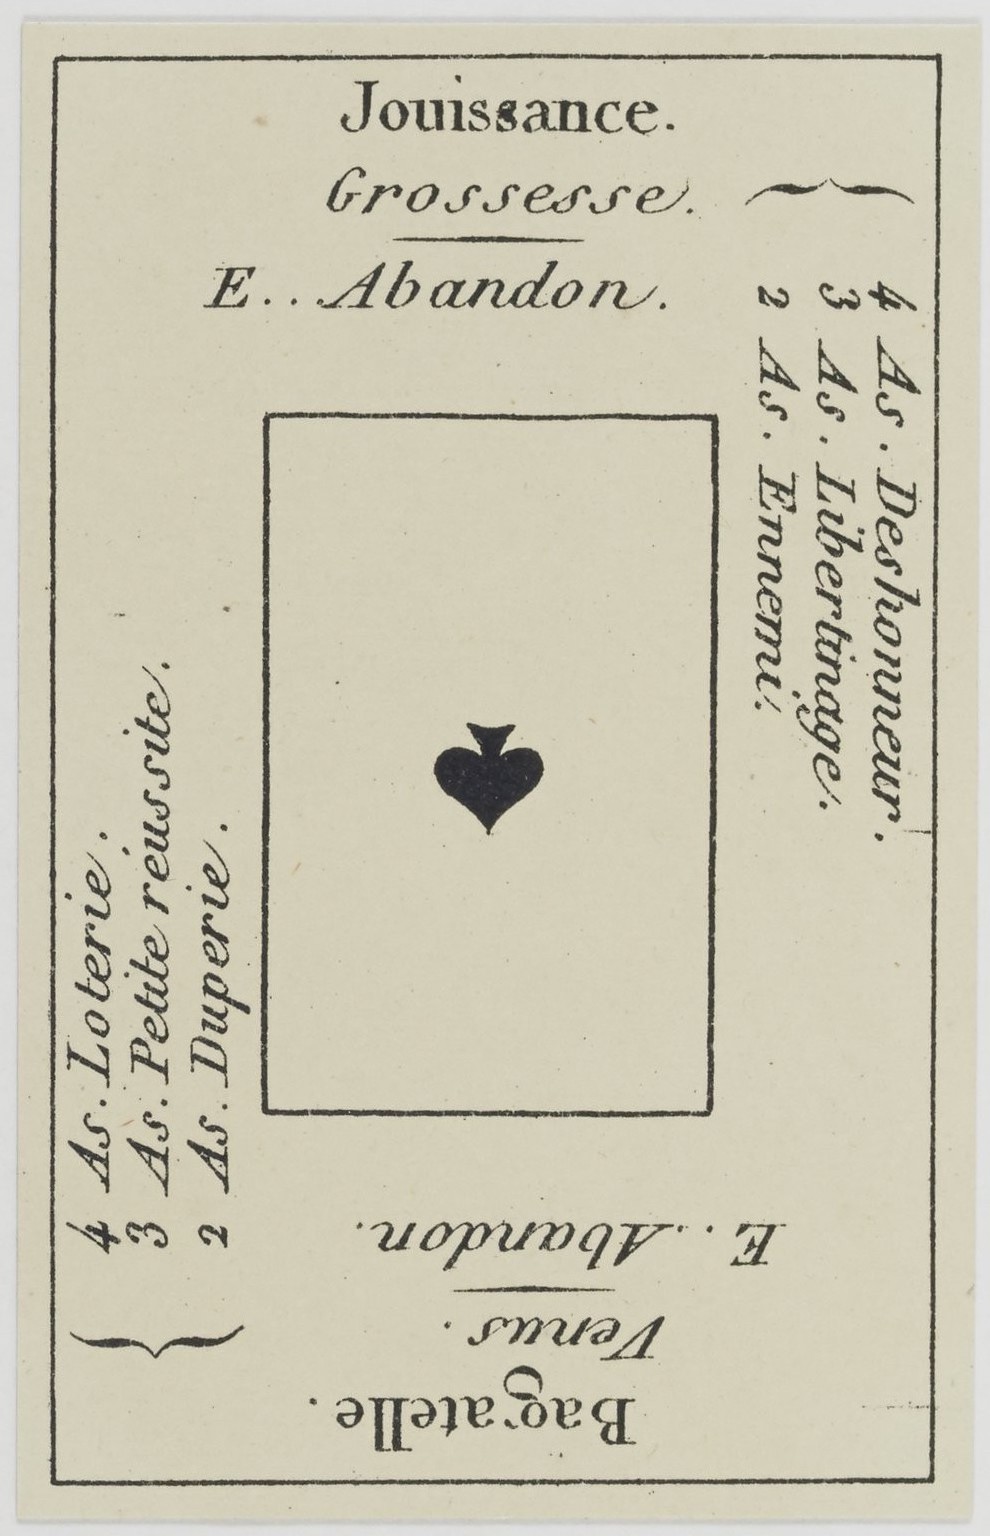 Jouissance.
Grossesse.
E.. Abandon.
4 As. Deshonneur.
3 As. Libertinage.
2 As. Ennemi.
4 As. Loterie.
3 As. Petite réussite.
2 As. Duperie.
Bagatelle.
Venus.
E.. Abandon.